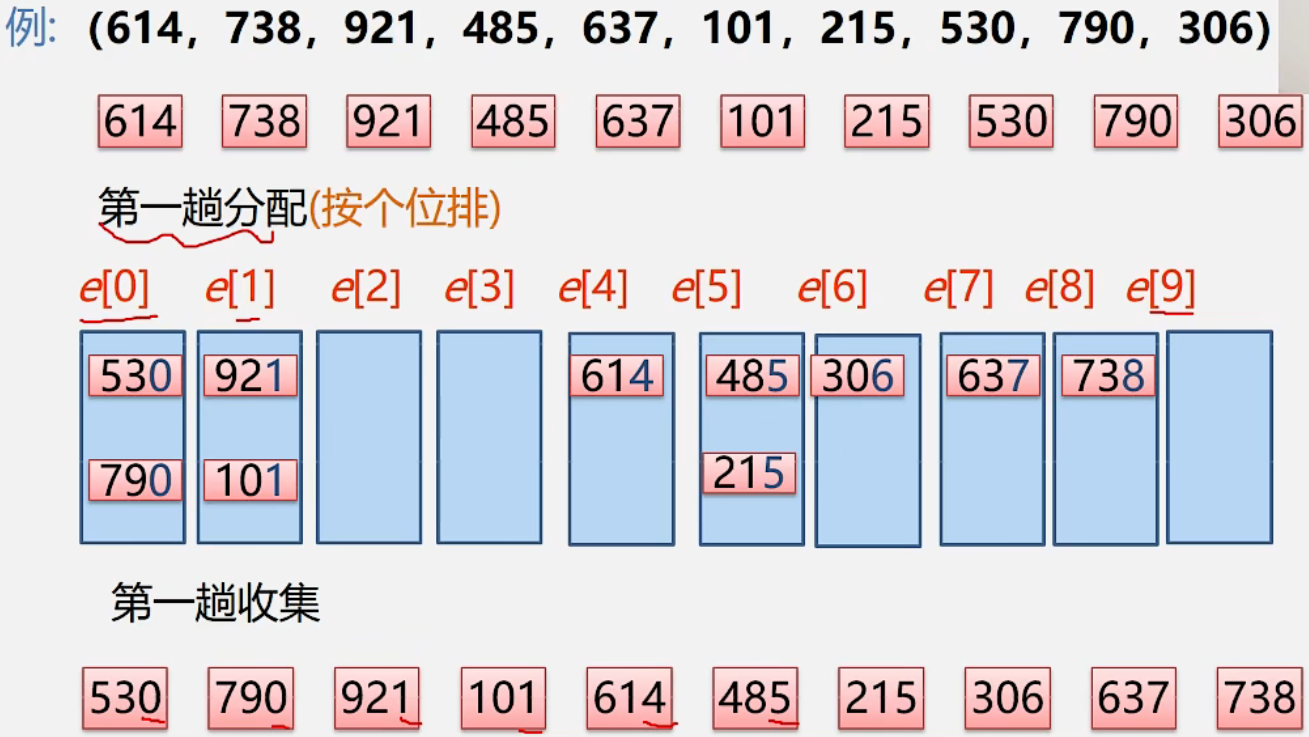 例: (614, 738, 921, 485, 637, 101, 215, 530, 790, 306)
614 738 921 485 637 101 215 530 790 306
第一趟分配(按个位排)
e[0] e[1] e[2] e[3] e[4] e[5] e[6] e[7] e[8] e[9]
530 921 614 485 306 637 738
790 101 215
第一趟收集
530 790 921 101 614 485 215 306 637 738